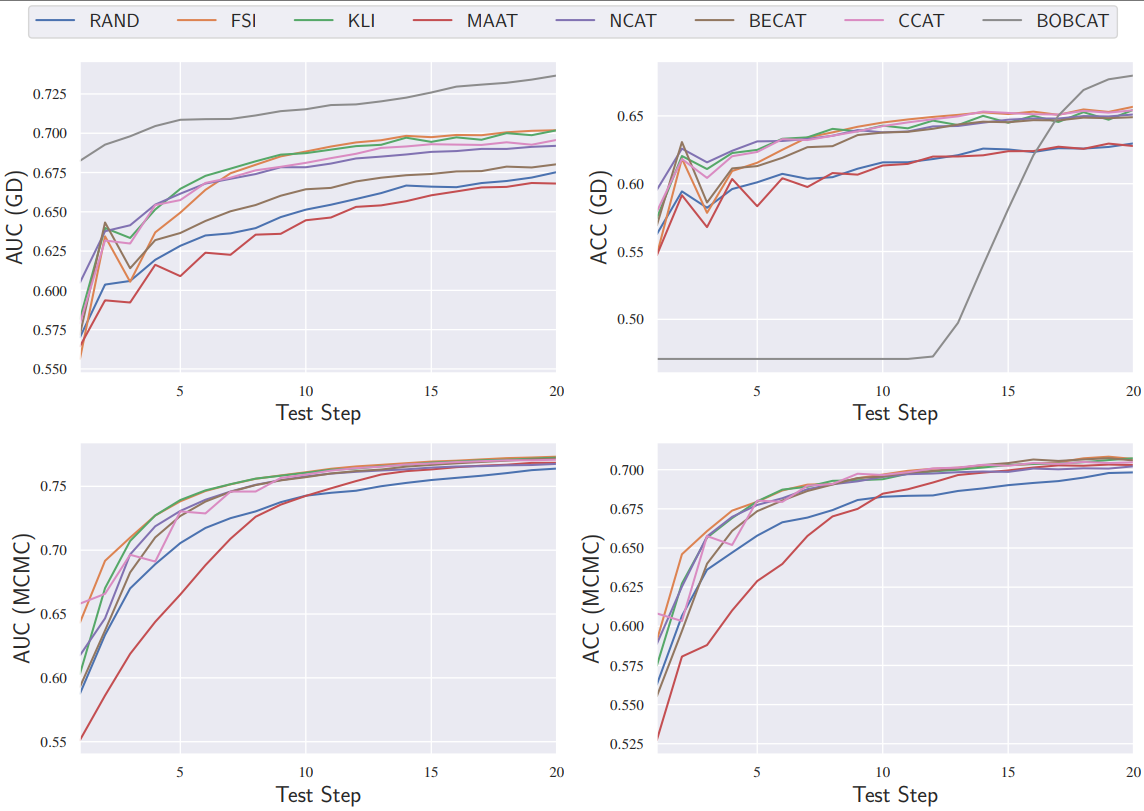 RAND FSI KLI MAAT NCAT BECAT CCAT BOBCAT
AUC (GD)
0.725
0.700
0.675
0.650
0.625
0.600
0.575
0.550
5 10 15 20
Test Step
ACC (GD)
0.65
0.60
0.55
0.50
5 10 15 20
Test Step
AUC (MCMC)
0.75
0.70
0.65
0.60
0.55
5 10 15 20
Test Step
ACC (MCMC)
0.700
0.675
0.650
0.625
0.600
0.575
0.550
0.525
5 10 15 20
Test Step